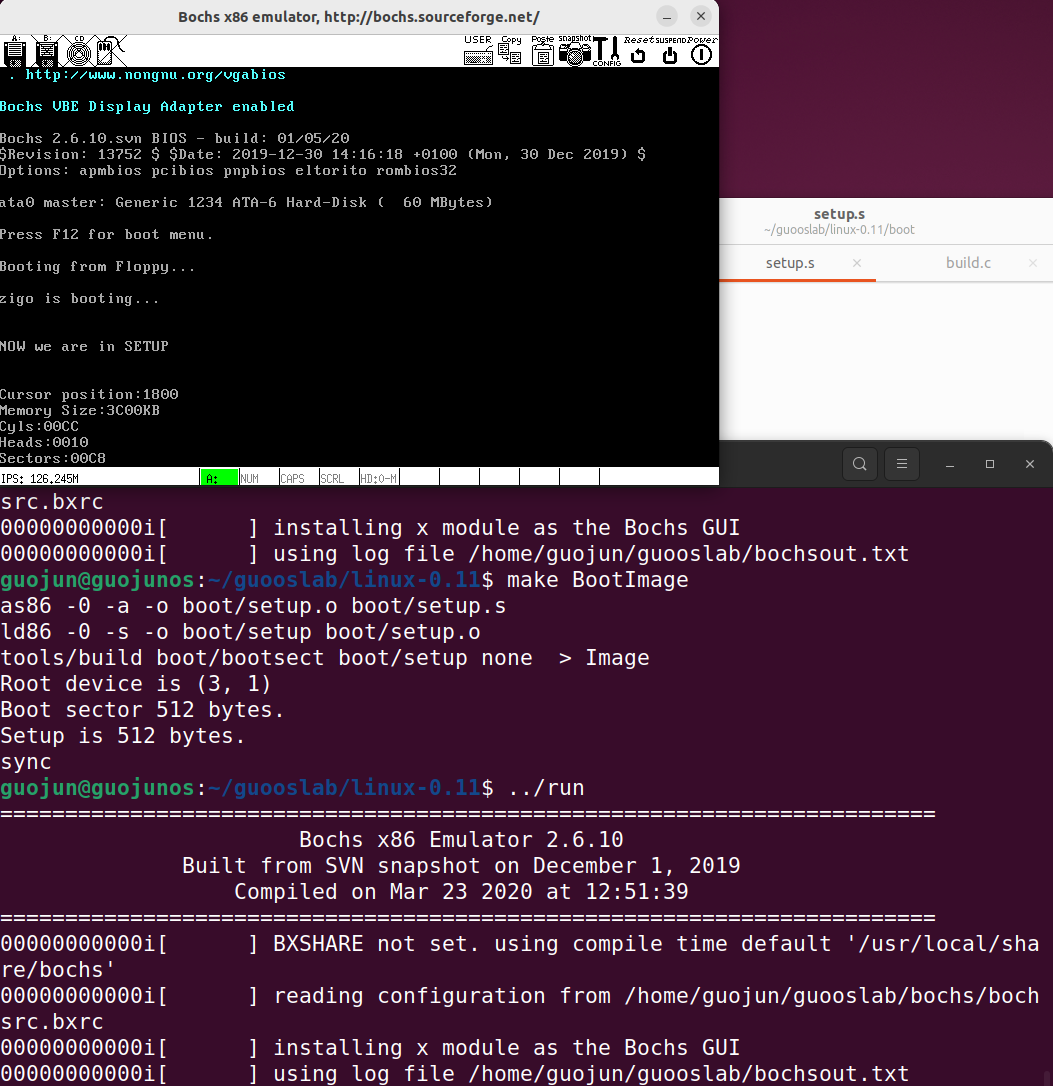 Bochs x86 emulator, http://bochs.sourceforge.net/
A: B: CD USER Copy Paste snapshot CONFIG Reset SUSPEND Power
. http://www.nongnu.org/vgabios
Bochs VBE Display Adapter enabled
Bochs 2.6.10.svn BIOS - build: 01/05/20
$Revision: 13752 $ $Date: 2019-12-30 14:16:18 +0100 (Mon, 30 Dec 2019) $
Options: apmbios pcibios pnpbios eltorito rombios32
ata0 master: Generic 1234 ATA-6 Hard-Disk (  60 MBytes)
Press F12 for boot menu.
Booting from Floppy...
zigo is booting...
NOW we are in SETUP
Cursor position:1800
Memory Size:3C00KB
Cyls:00CC
Heads:0010
Sectors:00C8
IPS: 126.245M A: NUM CAPS SCRL HD:0-M
setup.s
~/guooslab/linux-0.11/boot
setup.s build.c
src.bxrc
00000000000i[      ] installing x module as the Bochs GUI
00000000000i[      ] using log file /home/guojun/guooslab/bochsout.txt
guojun@guojunos:~/guooslab/linux-0.11$ make BootImage
as86 -0 -a -o boot/setup.o boot/setup.s
ld86 -0 -s -o boot/setup boot/setup.o
tools/build boot/bootsect boot/setup none  > Image
Root device is (3, 1)
Boot sector 512 bytes.
Setup is 512 bytes.
sync
guojun@guojunos:~/guooslab/linux-0.11$ ../run
========================================================================
Bochs x86 Emulator 2.6.10
Built from SVN snapshot on December 1, 2019
Compiled on Mar 23 2020 at 12:51:39
========================================================================
00000000000i[      ] BXSHARE not set. using compile time default '/usr/local/sha
re/bochs'
00000000000i[      ] reading configuration from /home/guojun/guooslab/bochs/boch
src.bxrc
00000000000i[      ] installing x module as the Bochs GUI
00000000000i[      ] using log file /home/guojun/guooslab/bochsout.txt